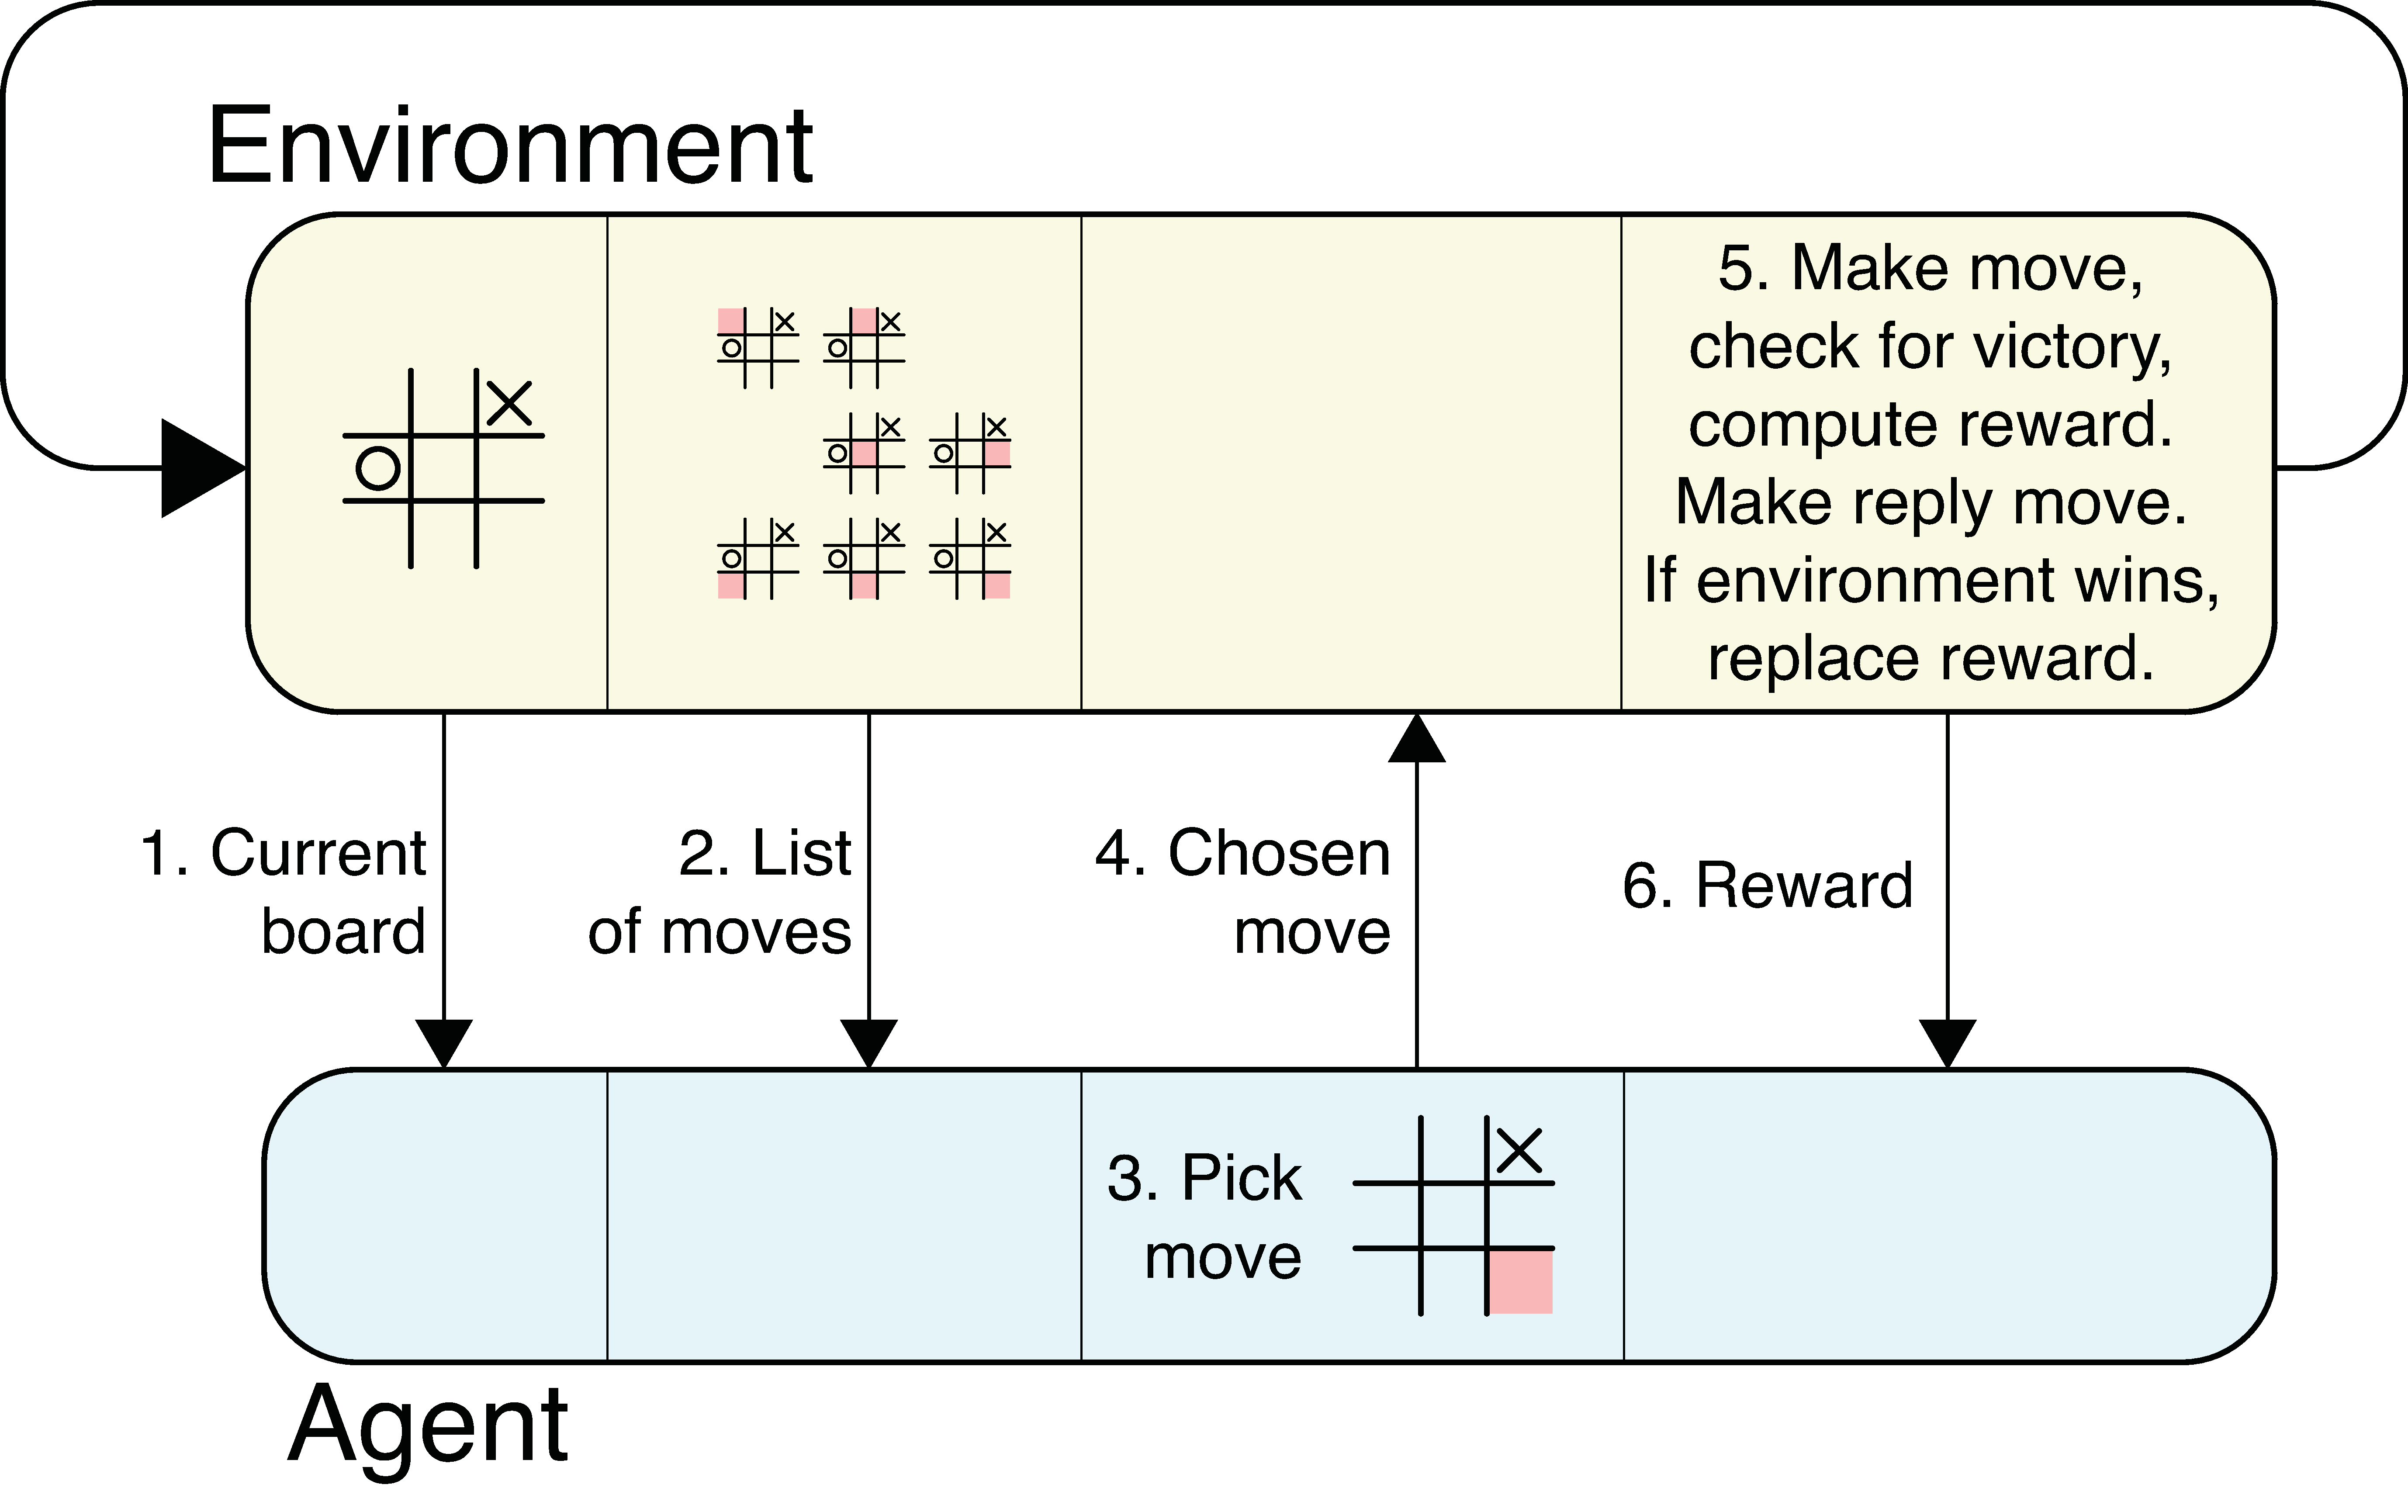 Environment
5. Make move,
check for victory,
compute reward.
Make reply move.
If environment wins,
replace reward.
1. Current
board
2. List
of moves
4. Chosen
move
6. Reward
3. Pick
move
Agent